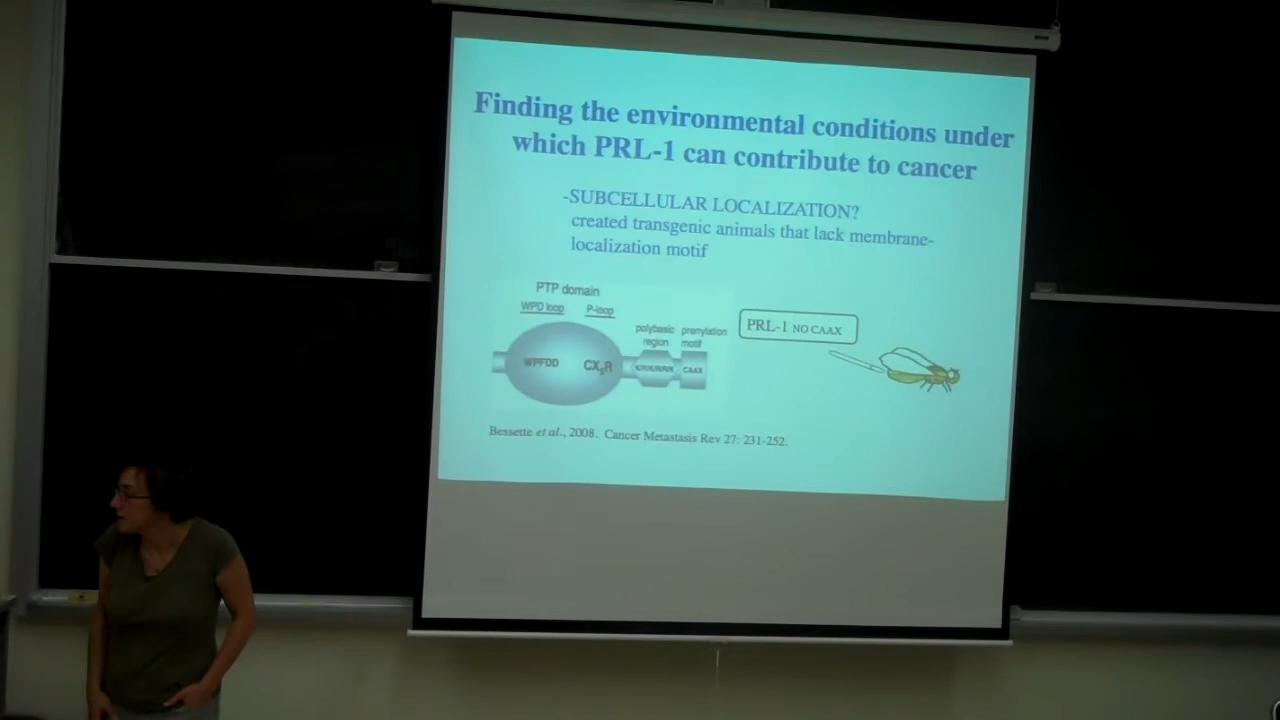 Finding the environmental conditions under
which PRL-1 can contribute to cancer
-SUBCELLULAR LOCALIZATION?
created transgenic animals that lack membrane-
localization motif
PTP domain
WPD loop P-loop
polybasic prenylation
region motif
PRL-1 NO CAAX
WPFDD CX₅R CAAX
Bessette et al., 2008. Cancer Metastasis Rev 27: 231-252.